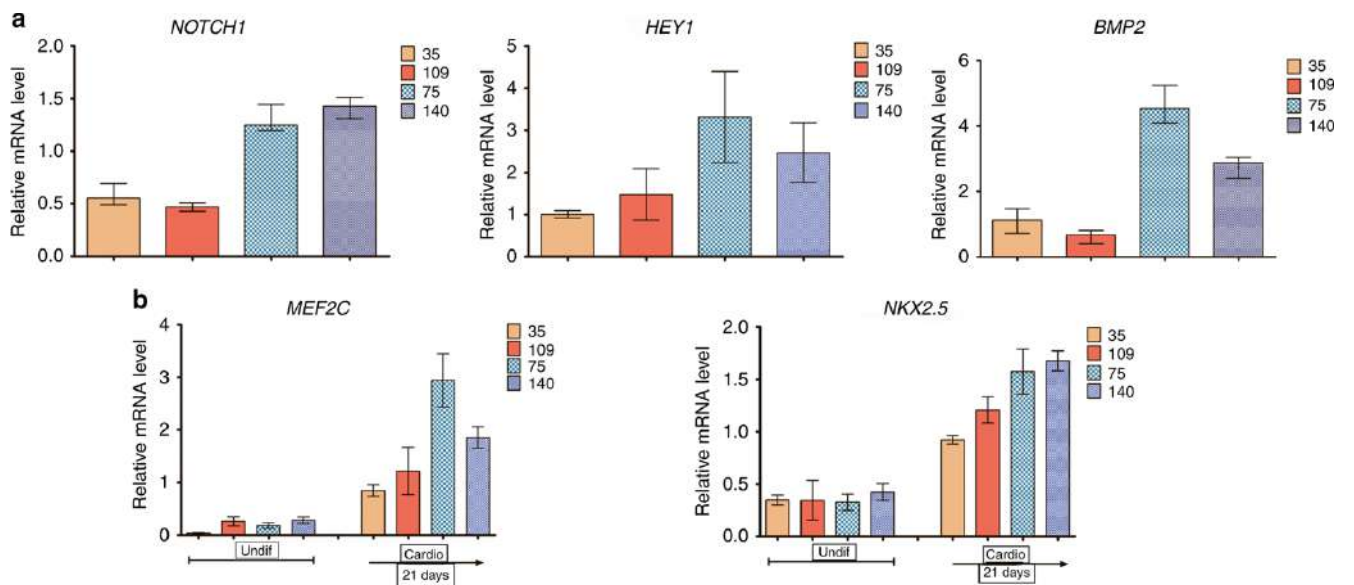 a
NOTCH1
Relative mRNA level
2.0
1.5
1.0
0.5
0.0
35
109
75
140
HEY1
Relative mRNA level
5
4
3
2
1
0
35
109
75
140
BMP2
Relative mRNA level
6
4
2
0
35
109
75
140
b
MEF2C
Relative mRNA level
4
3
2
1
0
35
109
75
140
Undif
Cardio
21 days
NKX2.5
Relative mRNA level
2.0
1.5
1.0
0.5
0.0
35
109
75
140
Undif
Cardio
21 days